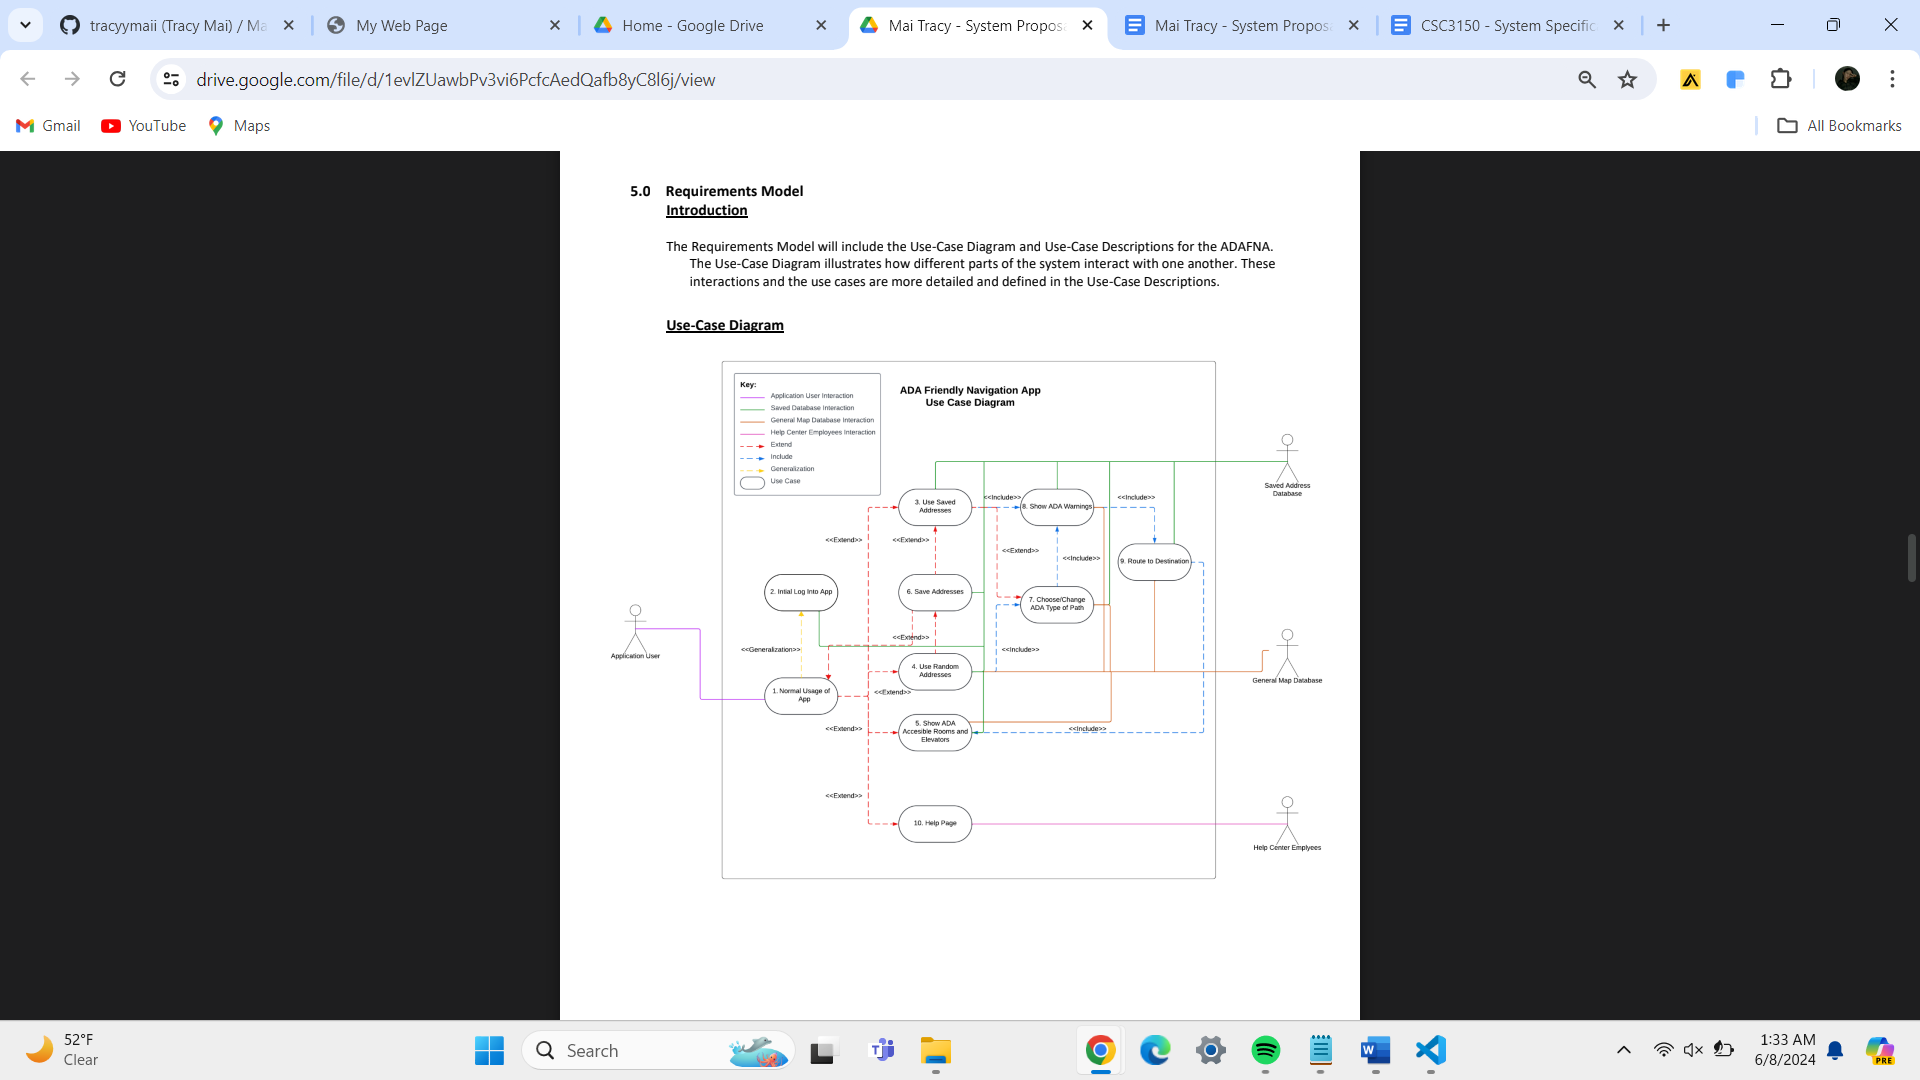 tracyymaii (Tracy Mai) / Ma
My Web Page
Home - Google Drive
Mai Tracy - System Propos
Mai Tracy - System Propos
CSC3150 - System Specific
drive.google.com/file/d/1evlZUawbPv3vi6PcfcAedQafb8yC8l6j/view
Gmail
YouTube
Maps
All Bookmarks
5.0 Requirements Model
Introduction
The Requirements Model will include the Use-Case Diagram and Use-Case Descriptions for the ADAFNA.
The Use-Case Diagram illustrates how different parts of the system interact with one another. These
interactions and the use cases are more detailed and defined in the Use-Case Descriptions.
Use-Case Diagram
Key:
Application User Interaction
Saved Database Interaction
General Map Database Interaction
Help Center Employees Interaction
Extend
Include
Generalization
Use Case
ADA Friendly Navigation App
Use Case Diagram
Saved Address
Database
3. Use Saved
Addresses
<<Include>>
8. Show ADA Warnings
<<Include>>
<<Extend>>
<<Extend>>
<<Extend>>
<<Include>>
9. Route to Destination
2. Intial Log Into App
6. Save Addresses
7. Choose/Change
ADA Type of Path
Application User
<<Extend>>
<<Generalization>>
<<Include>>
4. Use Random
Addresses
General Map Database
1. Normal Usage of
App
<<Extend>>
<<Extend>>
5. Show ADA
Accesible Rooms and
Elevators
<<Include>>
<<Extend>>
10. Help Page
Help Center Emplyees
52°F
Clear
Search
PRE
1:33 AM
6/8/2024